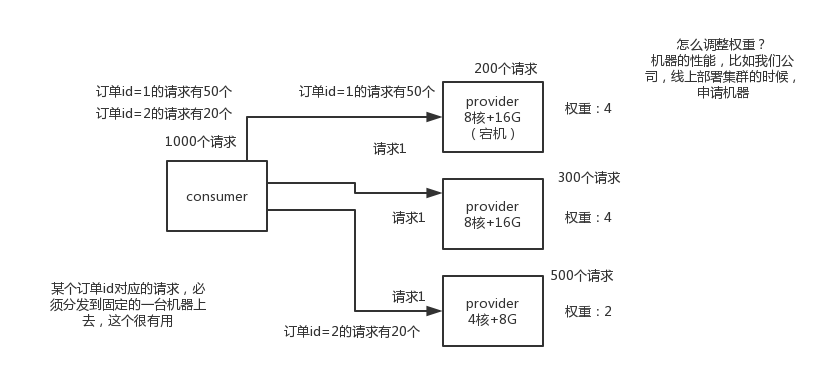 怎么调整权重？
机器的性能，比如我们公
司，线上部署集群的时候，
申请机器
200个请求
订单id=1的请求有50个
订单id=1的请求有50个
provider
8核+16G
（宕机）
权重：4
订单id=2的请求有20个
1000个请求
请求1
consumer
300个请求
provider
8核+16G
请求1
权重：4
500个请求
某个订单id对应的请求，必
须分发到固定的一台机器上
去，这个很有用
请求1
provider
4核+8G
权重：2
订单id=2的请求有20个